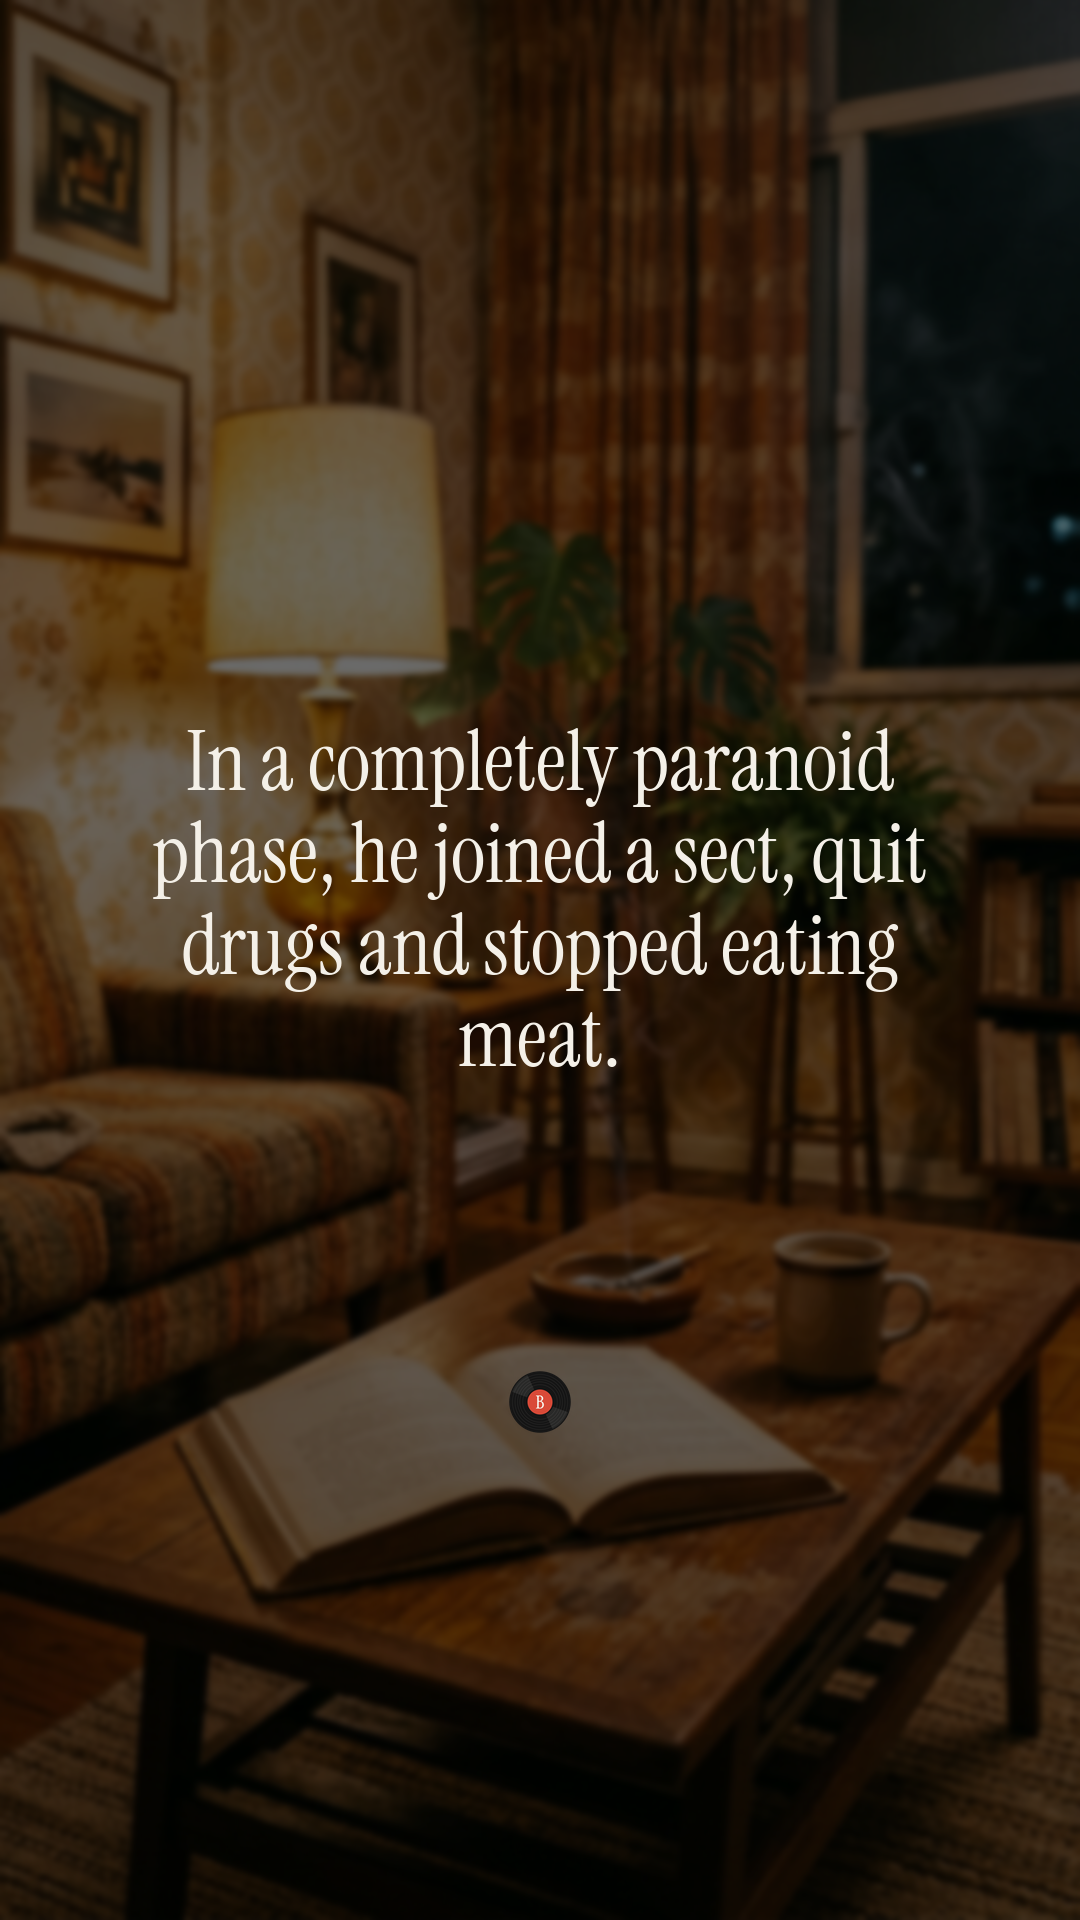 In a completely paranoid
phase, he joined a sect, quit
drugs and stopped eating
meat.
B